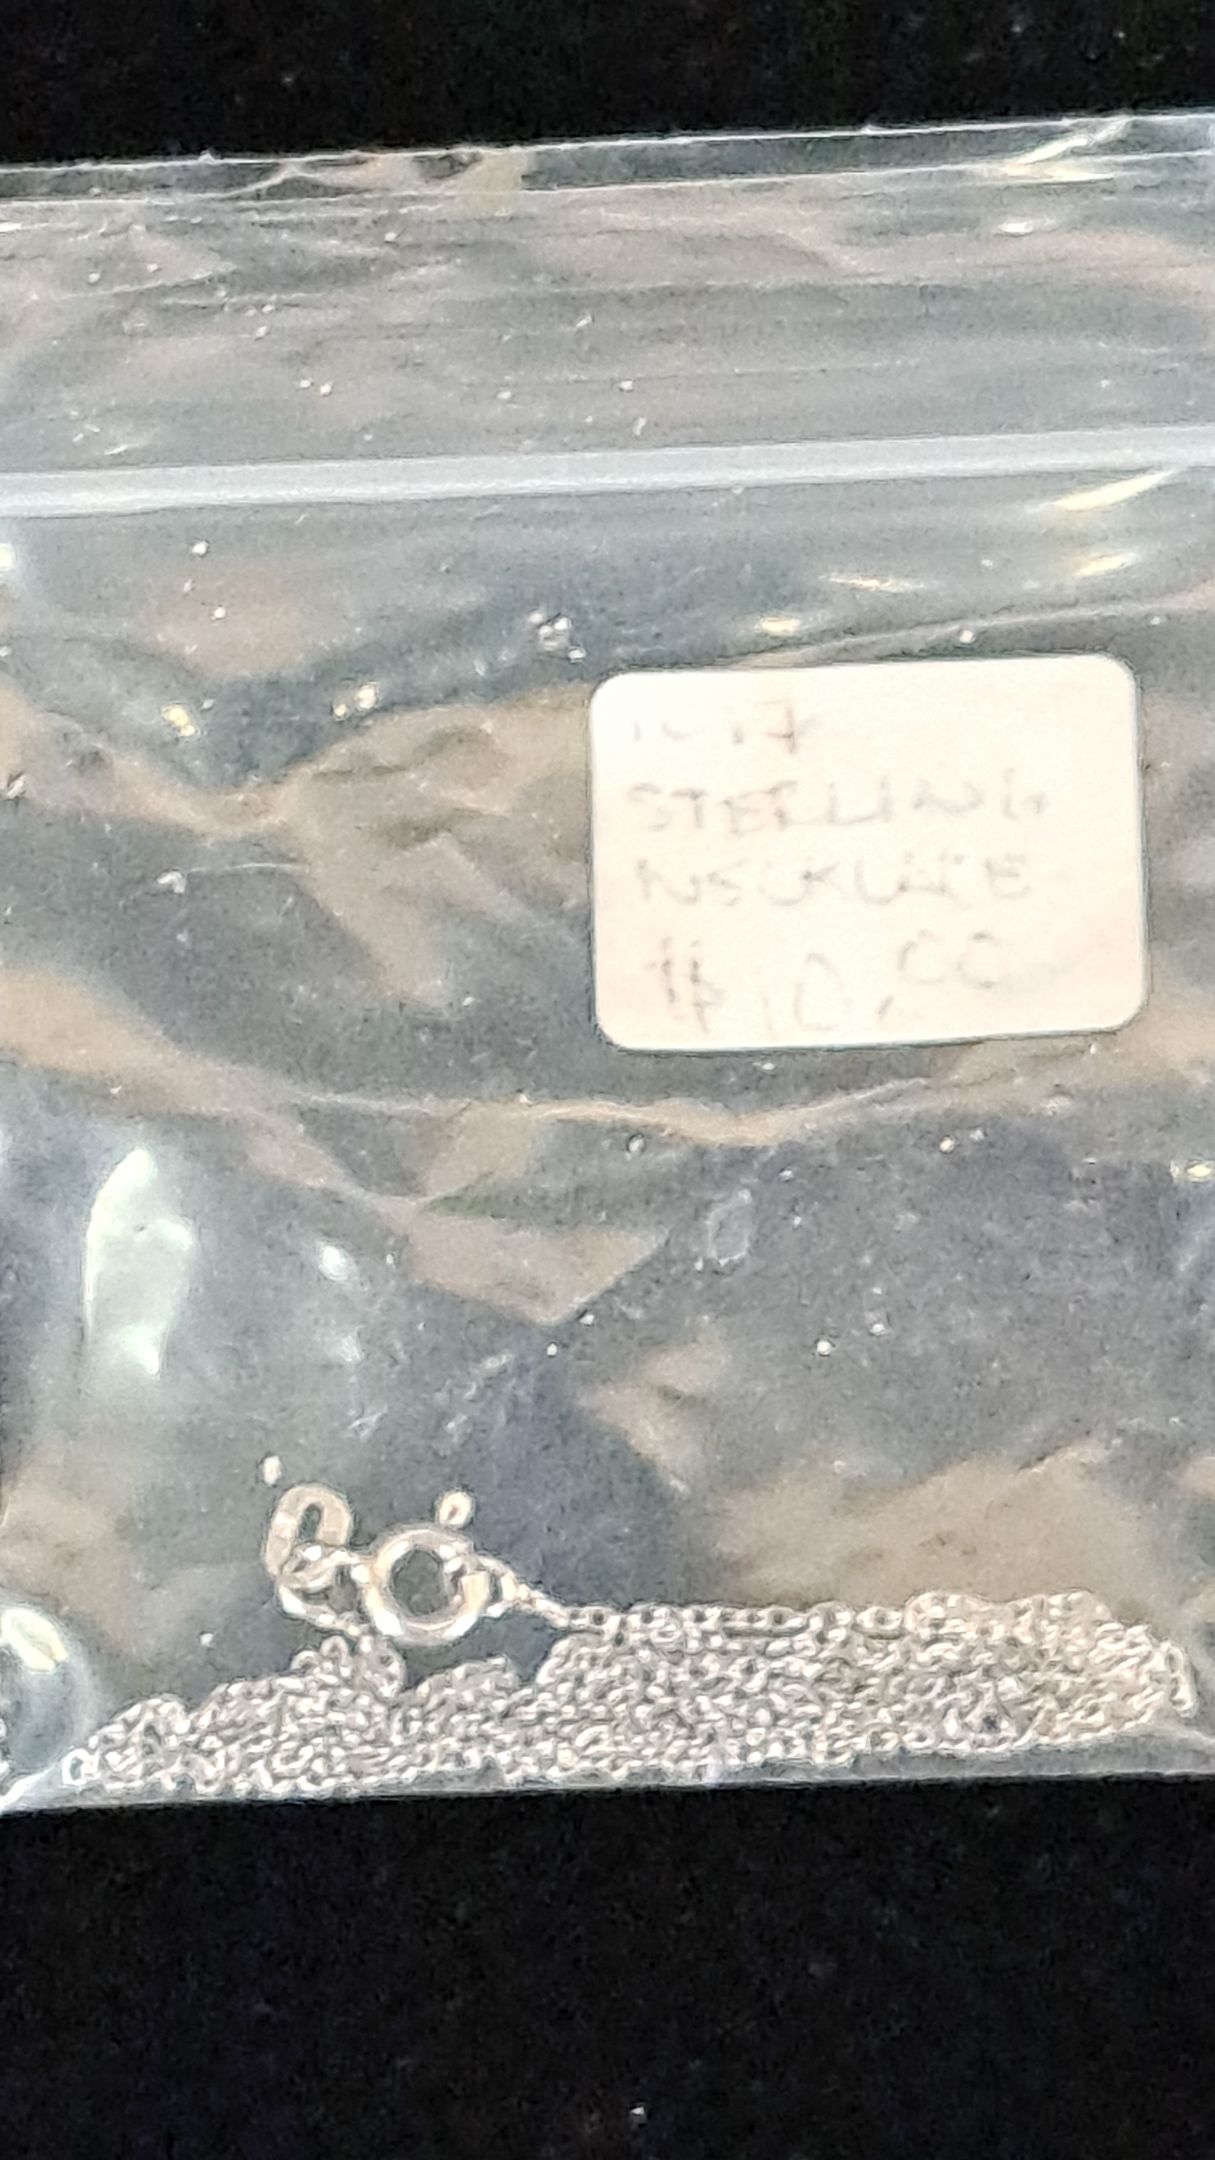 STERLING
NECKLACE
#10.00